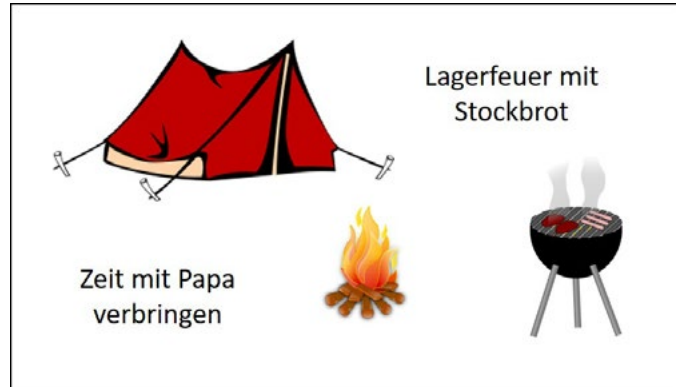 Lagerfeuer mit
Stockbrot
Zeit mit Papa
verbringen